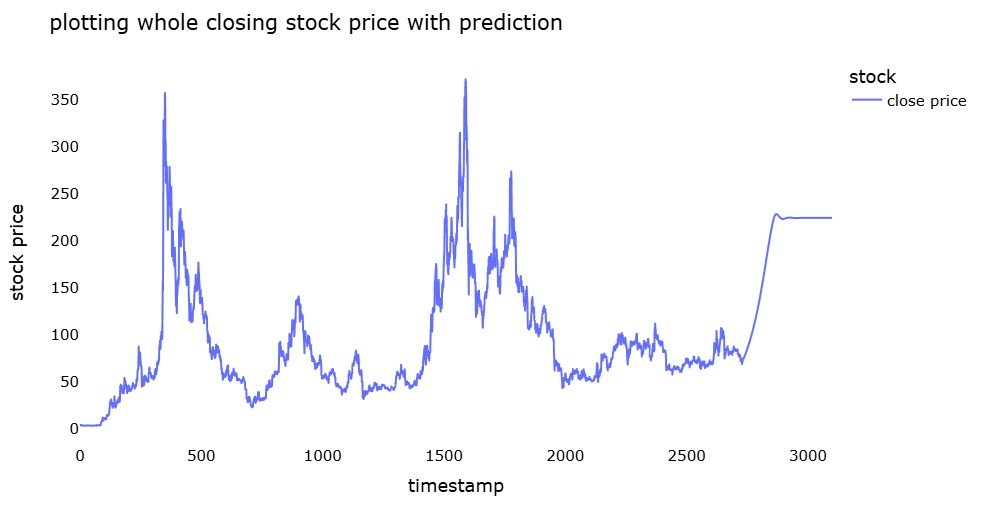 plotting whole closing stock price with prediction
stock
close price
350
300
250
200
150
100
50
0
stock price
0 500 1000 1500 2000 2500 3000
timestamp